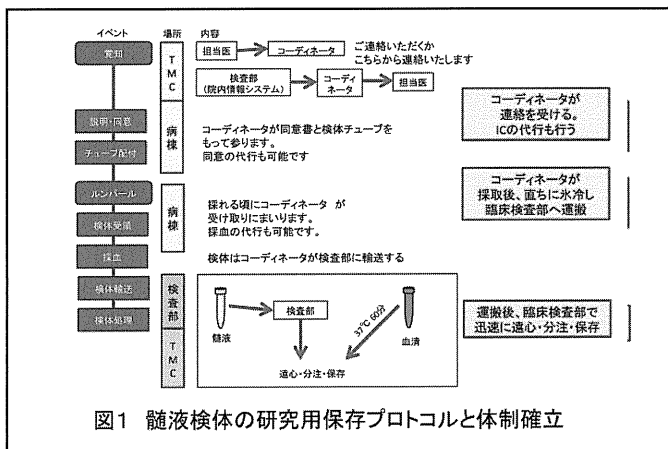 イベント
場所
内容
覚知
TMC
担当医
コーディネータ
ご連絡いただくか
こちらから連絡いたします
検査部
(院内情報システム)
コーディ
ネータ
担当医
説明・同意
チューブ配付
病棟
コーディネータが同意書と検体チューブを
もって参ります。
同意の代行も可能です
コーディネータが
連絡を受ける。
ICの代行も行う
ルンバール
検体受領
採血
病棟
採れる頃にコーディネータ が
受け取りにまいります。
採血の代行も可能です。
検体はコーディネータが検査部に輸送する
コーディネータが
採取後、直ちに氷冷し
臨床検査部へ運搬
検体輸送
検体処理
検査部
TMC
髄液
検査部
37℃ 60分
血清
遠心・分注・保存
運搬後、臨床検査部で
迅速に遠心・分注・保存
図1 髄液検体の研究用保存プロトコルと体制確立